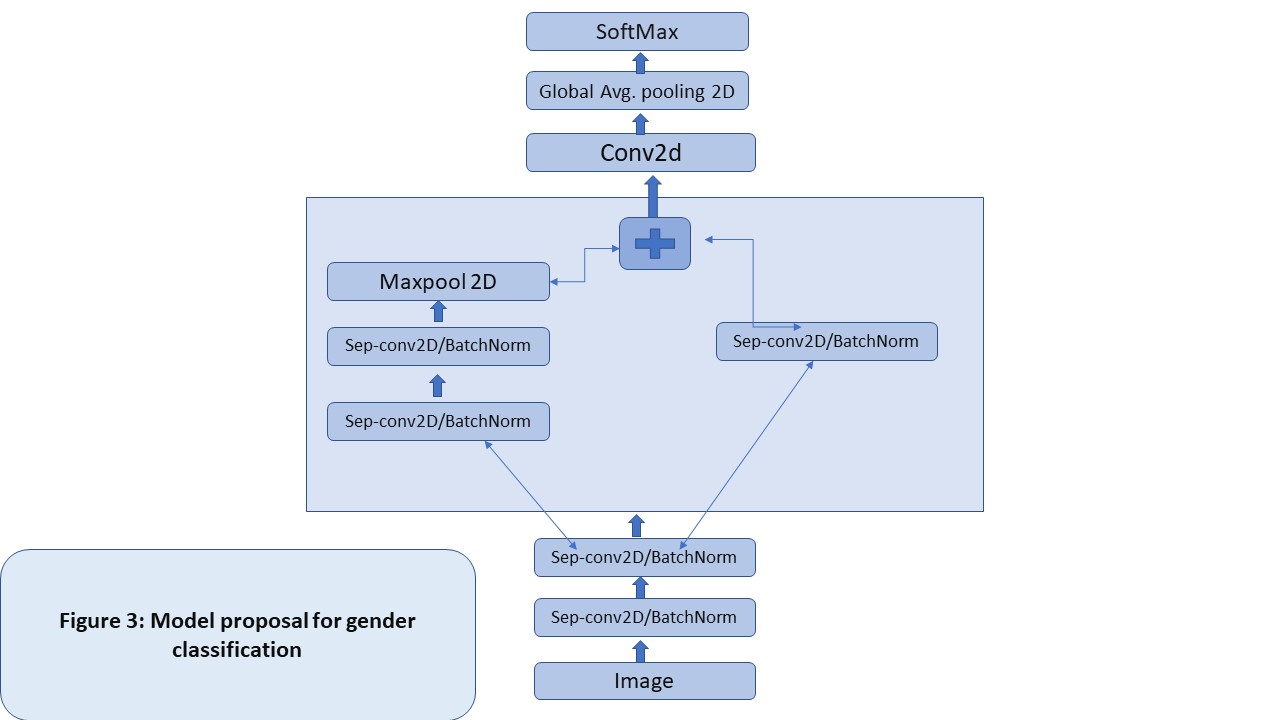 SoftMax
Global Avg. pooling 2D
Conv2d
Maxpool 2D
Sep-conv2D/BatchNorm
Sep-conv2D/BatchNorm
Sep-conv2D/BatchNorm
Sep-conv2D/BatchNorm
Sep-conv2D/BatchNorm
Image
Figure 3: Model proposal for gender
classification